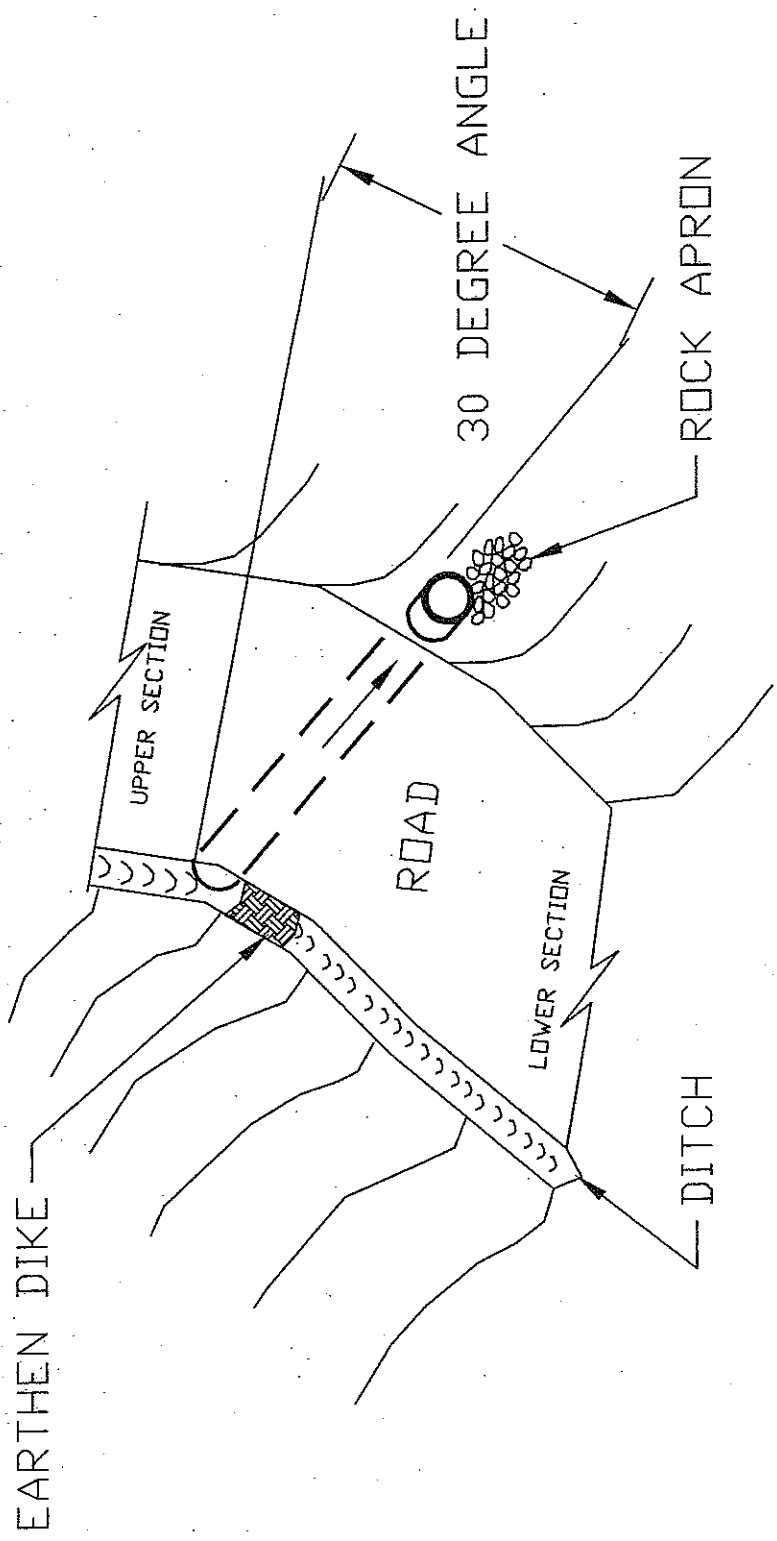 EARTHEN DIKE
UPPER SECTION
30 DEGREE ANGLE
ROAD
LOWER SECTION
DITCH
ROCK APRON